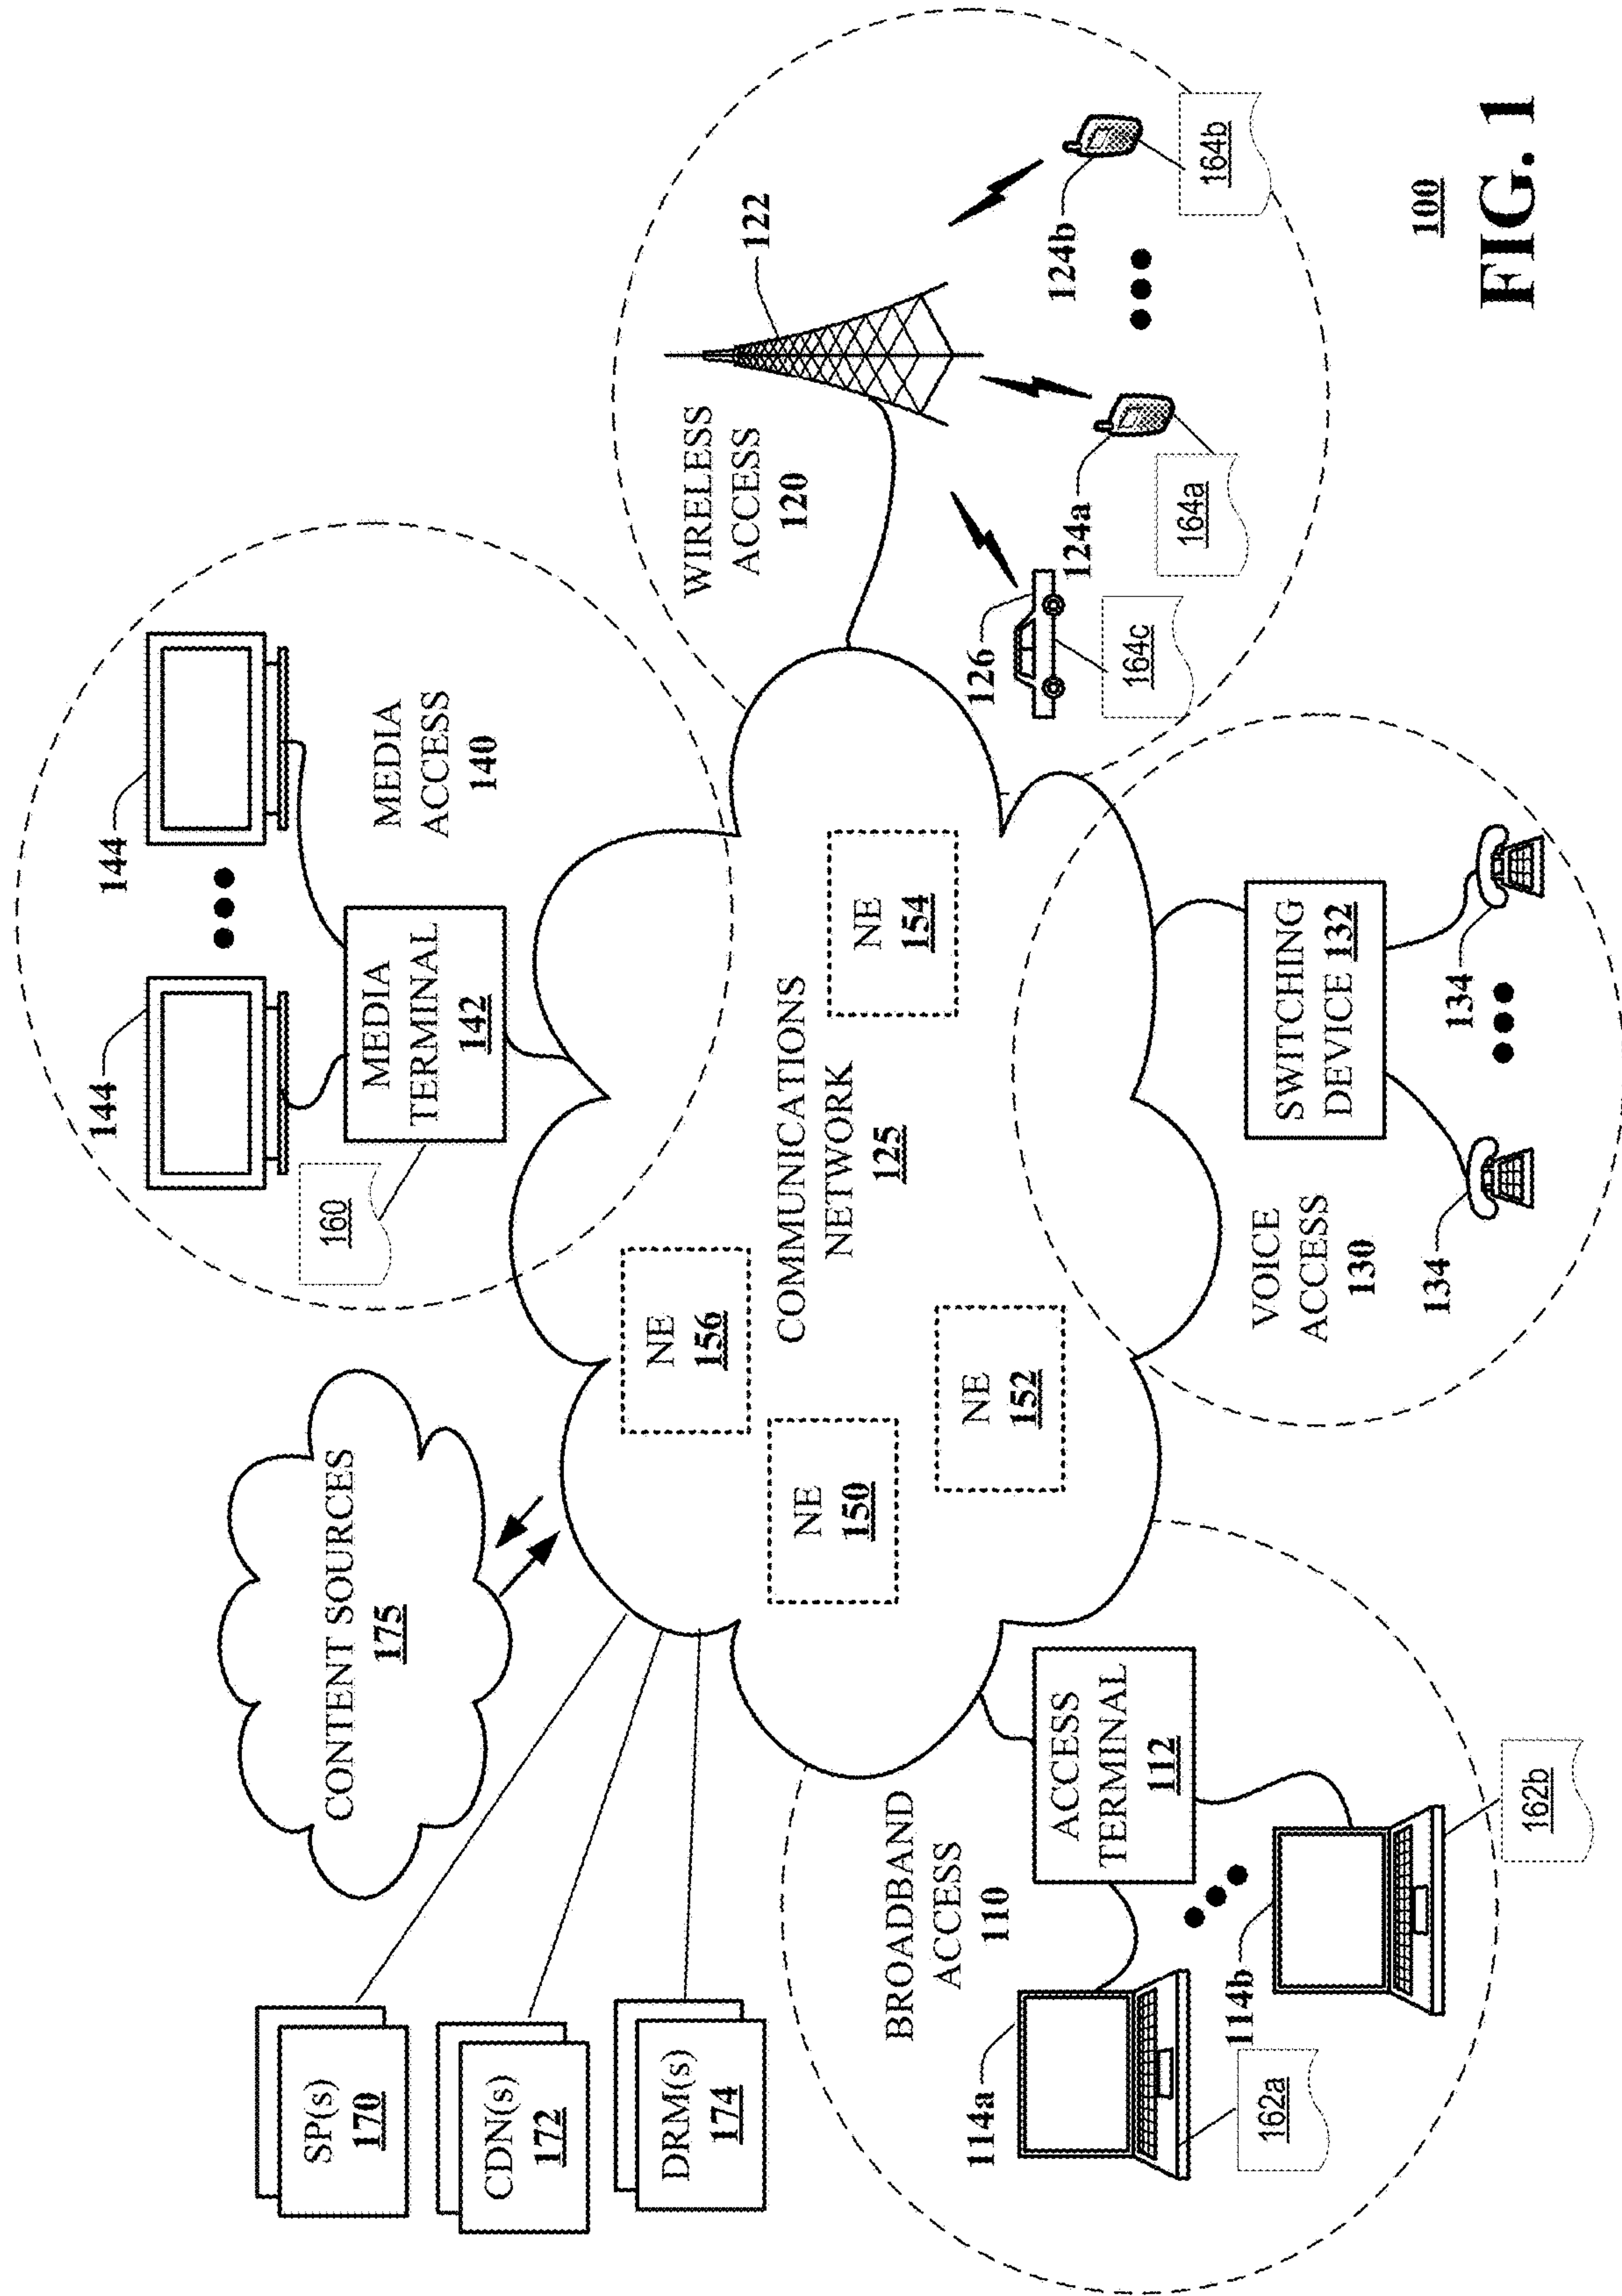 144
144
160
MEDIA
TERMINAL
142
MEDIA
ACCESS
140
CONTENT SOURCES
175
SP(s)
170
CDN(s)
172
DRM(s)
174
NE
156
NE
150
NE
152
NE
154
COMMUNICATIONS
NETWORK
125
WIRELESS
ACCESS
120
122
126
124a
124b
164c
164a
164b
BROADBAND
ACCESS
110
ACCESS
TERMINAL
112
114a
114b
162a
162b
VOICE
ACCESS
130
SWITCHING
DEVICE 132
134
134
100
FIG. 1